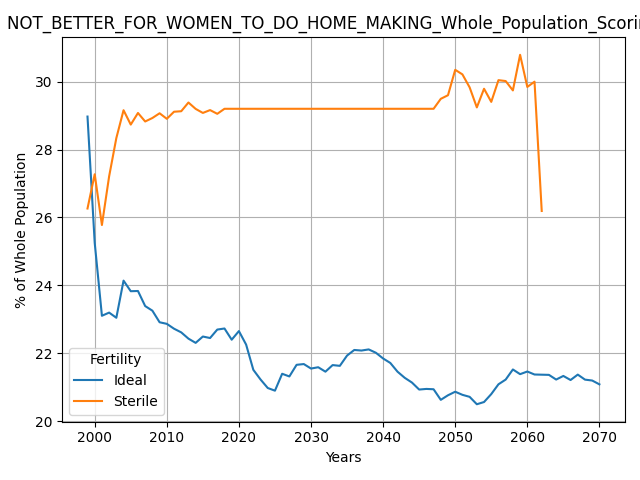 NOT_BETTER_FOR_WOMEN_TO_DO_HOME_MAKING_Whole_Population_Scorin
% of Whole Population
30
28
26
24
22
20
Fertility
Ideal
Sterile
2000 2010 2020 2030 2040 2050 2060 2070
Years